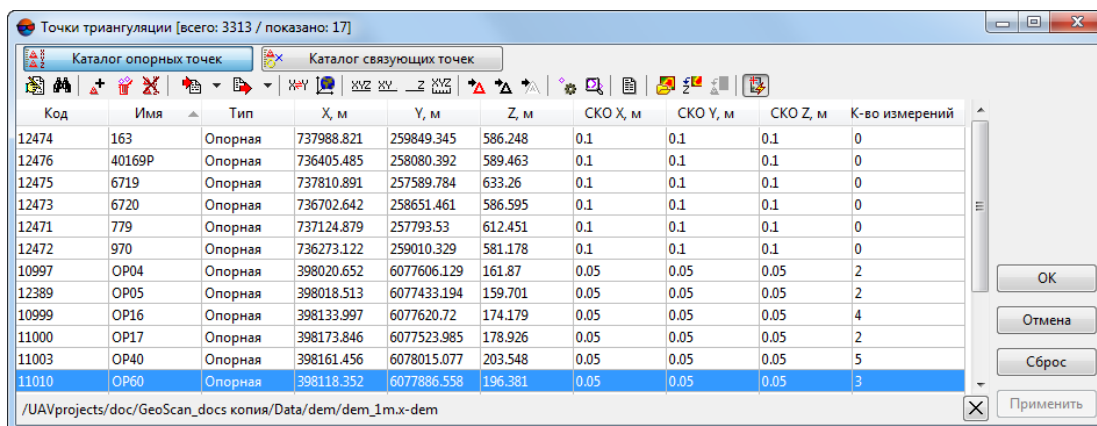 Точки триангуляции [всего: 3313 / показано: 17]
Каталог опорных точек Каталог связующих точек
XYZ XY_ __Z XYZ
Код Имя Тип X, м Y, м Z, м СКО X, м СКО Y, м СКО Z, м К-во измерений
12474 163 Опорная 737988.821 259849.345 586.248 0.1 0.1 0.1 0
12476 40169P Опорная 736405.485 258080.392 589.463 0.1 0.1 0.1 0
12475 6719 Опорная 737810.891 257589.784 633.26 0.1 0.1 0.1 0
12473 6720 Опорная 736702.642 258651.461 586.595 0.1 0.1 0.1 0
12471 779 Опорная 737124.879 257793.53 612.451 0.1 0.1 0.1 0
12472 970 Опорная 736273.122 259010.329 581.178 0.1 0.1 0.1 0
10997 OP04 Опорная 398020.652 6077606.129 161.87 0.05 0.05 0.05 2
12389 OP05 Опорная 398018.513 6077433.194 159.701 0.05 0.05 0.05 2
10999 OP16 Опорная 398133.997 6077620.72 174.179 0.05 0.05 0.05 4
11000 OP17 Опорная 398173.846 6077523.985 178.926 0.05 0.05 0.05 2
11003 OP40 Опорная 398161.456 6078015.077 203.548 0.05 0.05 0.05 5
11010 OP60 Опорная 398118.352 6077886.558 196.381 0.05 0.05 0.05 3
/UAVprojects/doc/GeoScan_docs копия/Data/dem/dem_1m.x-dem
OK
Отмена
Сброс
Применить